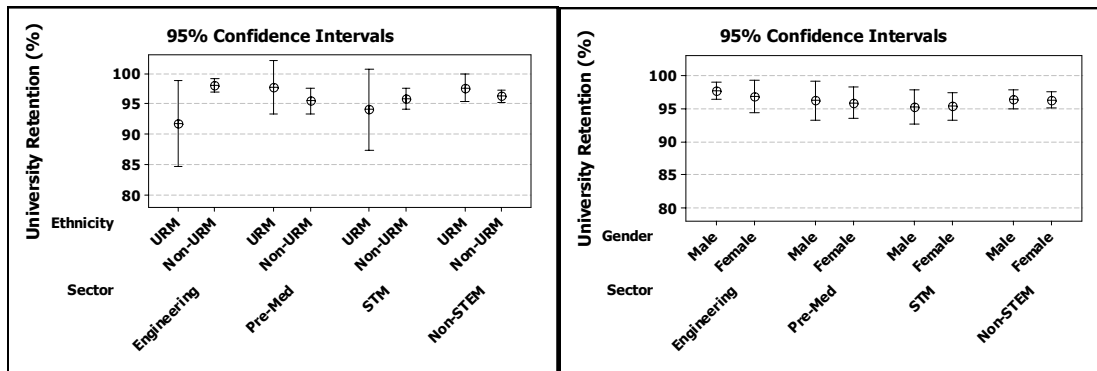 95% Confidence Intervals
University Retention (%)
100
95
90
85
80
Ethnicity
URM
Non-URM
URM
Non-URM
URM
Non-URM
URM
Non-URM
Sector
Engineering
Pre-Med
STM
Non-STEM
95% Confidence Intervals
University Retention (%)
100
95
90
85
80
Gender
Male
Female
Male
Female
Male
Female
Male
Female
Sector
Engineering
Pre-Med
STM
Non-STEM